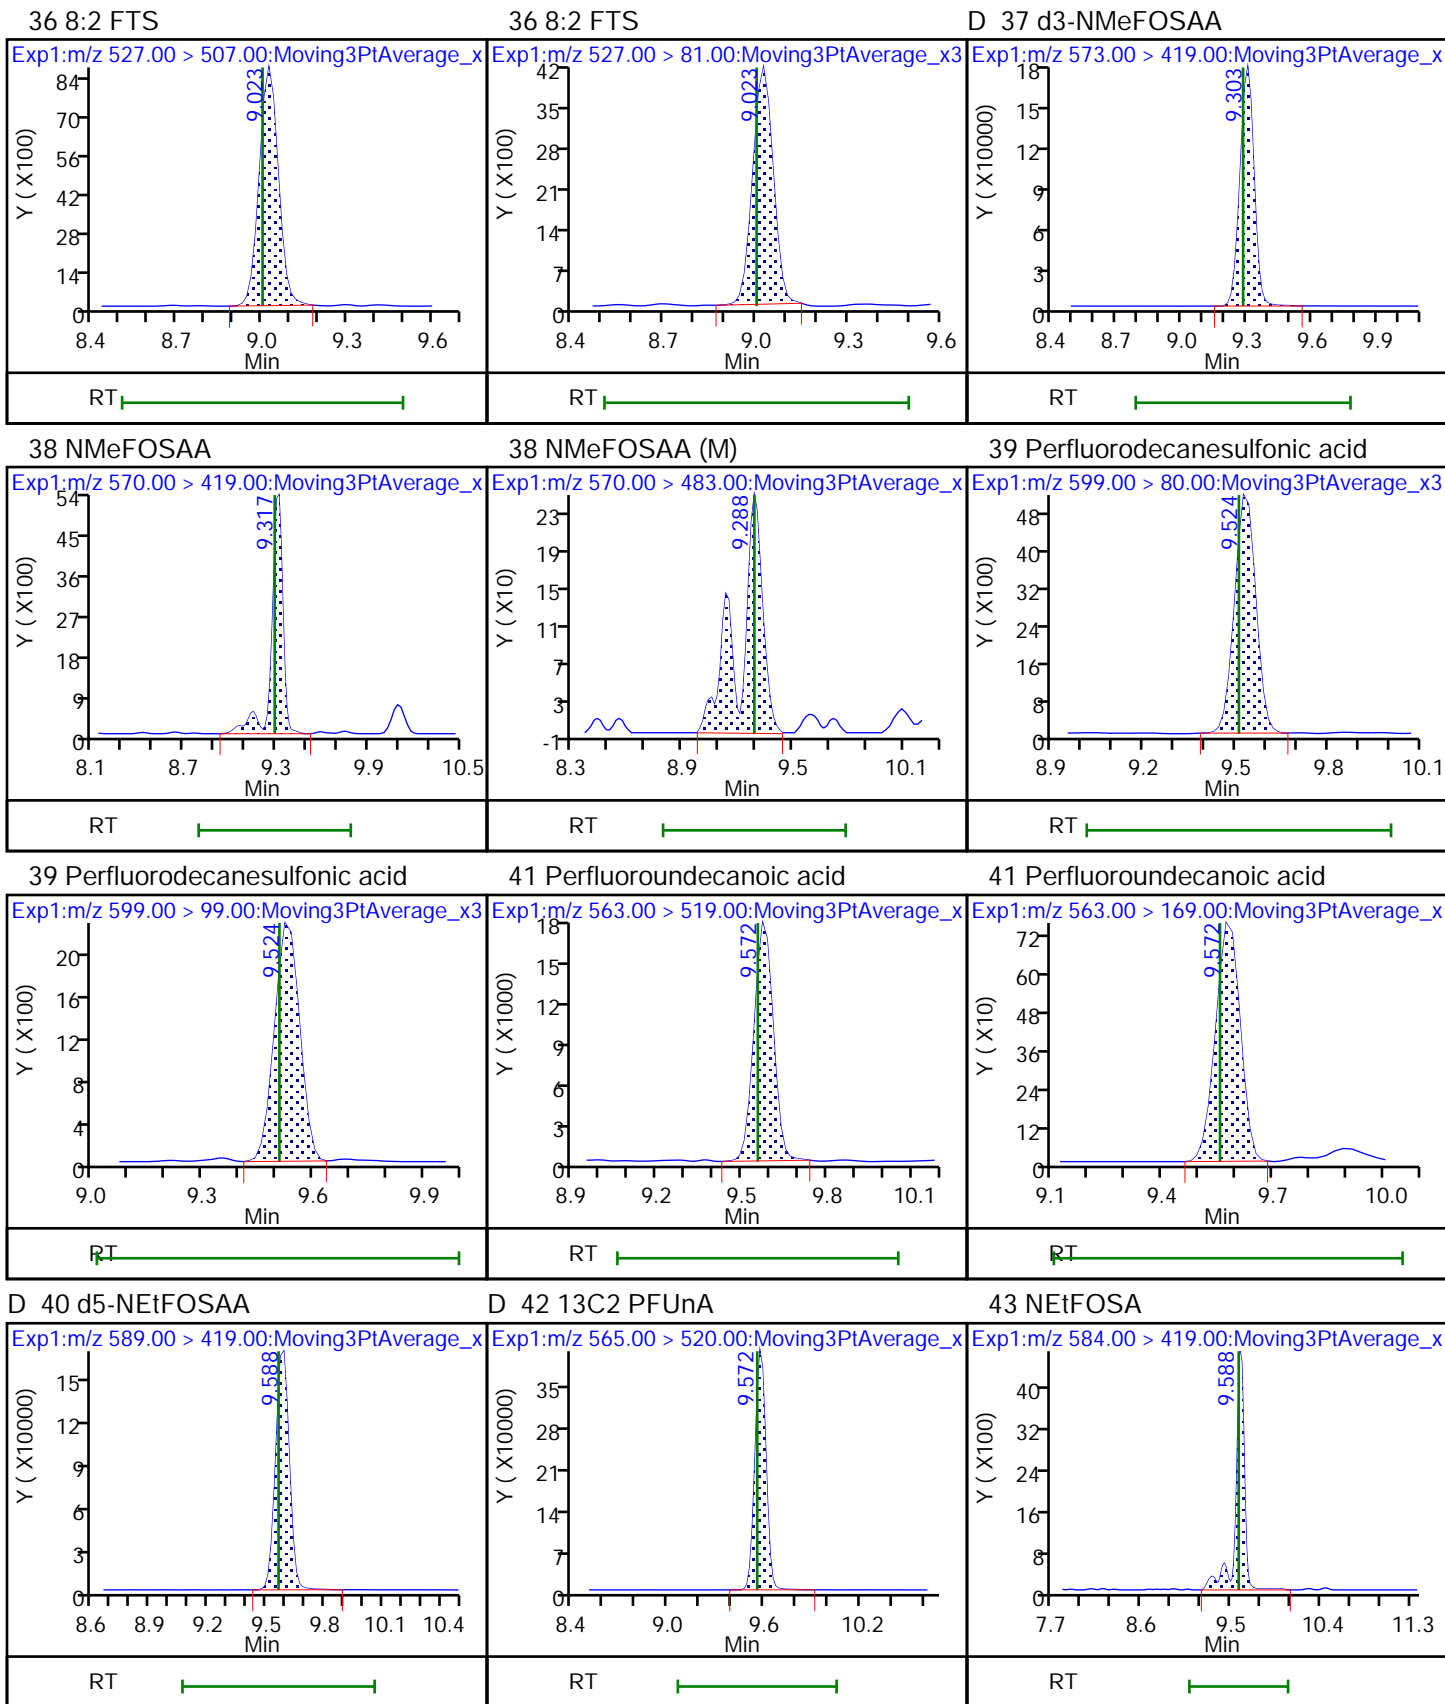 36 8:2 FTS
Exp1:m/z 527.00 > 507.00:Moving3PtAverage_x
9.023
Y ( X100)
84
70
56
42
28
14
0
8.4 8.7 9.0 9.3 9.6
Min
RT
36 8:2 FTS
Exp1:m/z 527.00 > 81.00:Moving3PtAverage_x3
9.023
Y ( X100)
42
35
28
21
14
7
0
8.4 8.7 9.0 9.3 9.6
Min
RT
D 37 d3-NMeFOSAA
Exp1:m/z 573.00 > 419.00:Moving3PtAverage_x
9.303
Y ( X10000)
18
15
12
9
6
3
0
8.4 8.7 9.0 9.3 9.6 9.9
Min
RT
38 NMeFOSAA
Exp1:m/z 570.00 > 419.00:Moving3PtAverage_x
9.317
Y ( X100)
54
45
36
27
18
9
0
8.1 8.7 9.3 9.9 10.5
Min
RT
38 NMeFOSAA (M)
Exp1:m/z 570.00 > 483.00:Moving3PtAverage_x
9.288
Y ( X10)
23
19
15
11
7
3
-1
8.3 8.9 9.5 10.1
Min
RT
39 Perfluorodecanesulfonic acid
Exp1:m/z 599.00 > 80.00:Moving3PtAverage_x3
9.524
Y ( X100)
48
40
32
24
16
8
0
8.9 9.2 9.5 9.8 10.1
Min
RT
39 Perfluorodecanesulfonic acid
Exp1:m/z 599.00 > 99.00:Moving3PtAverage_x3
9.524
Y ( X100)
20
16
12
8
4
0
9.0 9.3 9.6 9.9
Min
RT
41 Perfluoroundecanoic acid
Exp1:m/z 563.00 > 519.00:Moving3PtAverage_x
9.572
Y ( X1000)
18
15
12
9
6
3
0
8.9 9.2 9.5 9.8 10.1
Min
RT
41 Perfluoroundecanoic acid
Exp1:m/z 563.00 > 169.00:Moving3PtAverage_x
9.572
Y ( X10)
72
60
48
36
24
12
0
9.1 9.4 9.7 10.0
Min
RT
D 40 d5-NEtFOSAA
Exp1:m/z 589.00 > 419.00:Moving3PtAverage_x
9.588
Y ( X10000)
15
12
9
6
3
0
8.6 8.9 9.2 9.5 9.8 10.1 10.4
Min
RT
D 42 13C2 PFUnA
Exp1:m/z 565.00 > 520.00:Moving3PtAverage_x
9.572
Y ( X10000)
35
28
21
14
7
0
8.4 9.0 9.6 10.2
Min
RT
43 NEtFOSA
Exp1:m/z 584.00 > 419.00:Moving3PtAverage_x
9.588
Y ( X100)
40
32
24
16
8
0
7.7 8.6 9.5 10.4 11.3
Min
RT